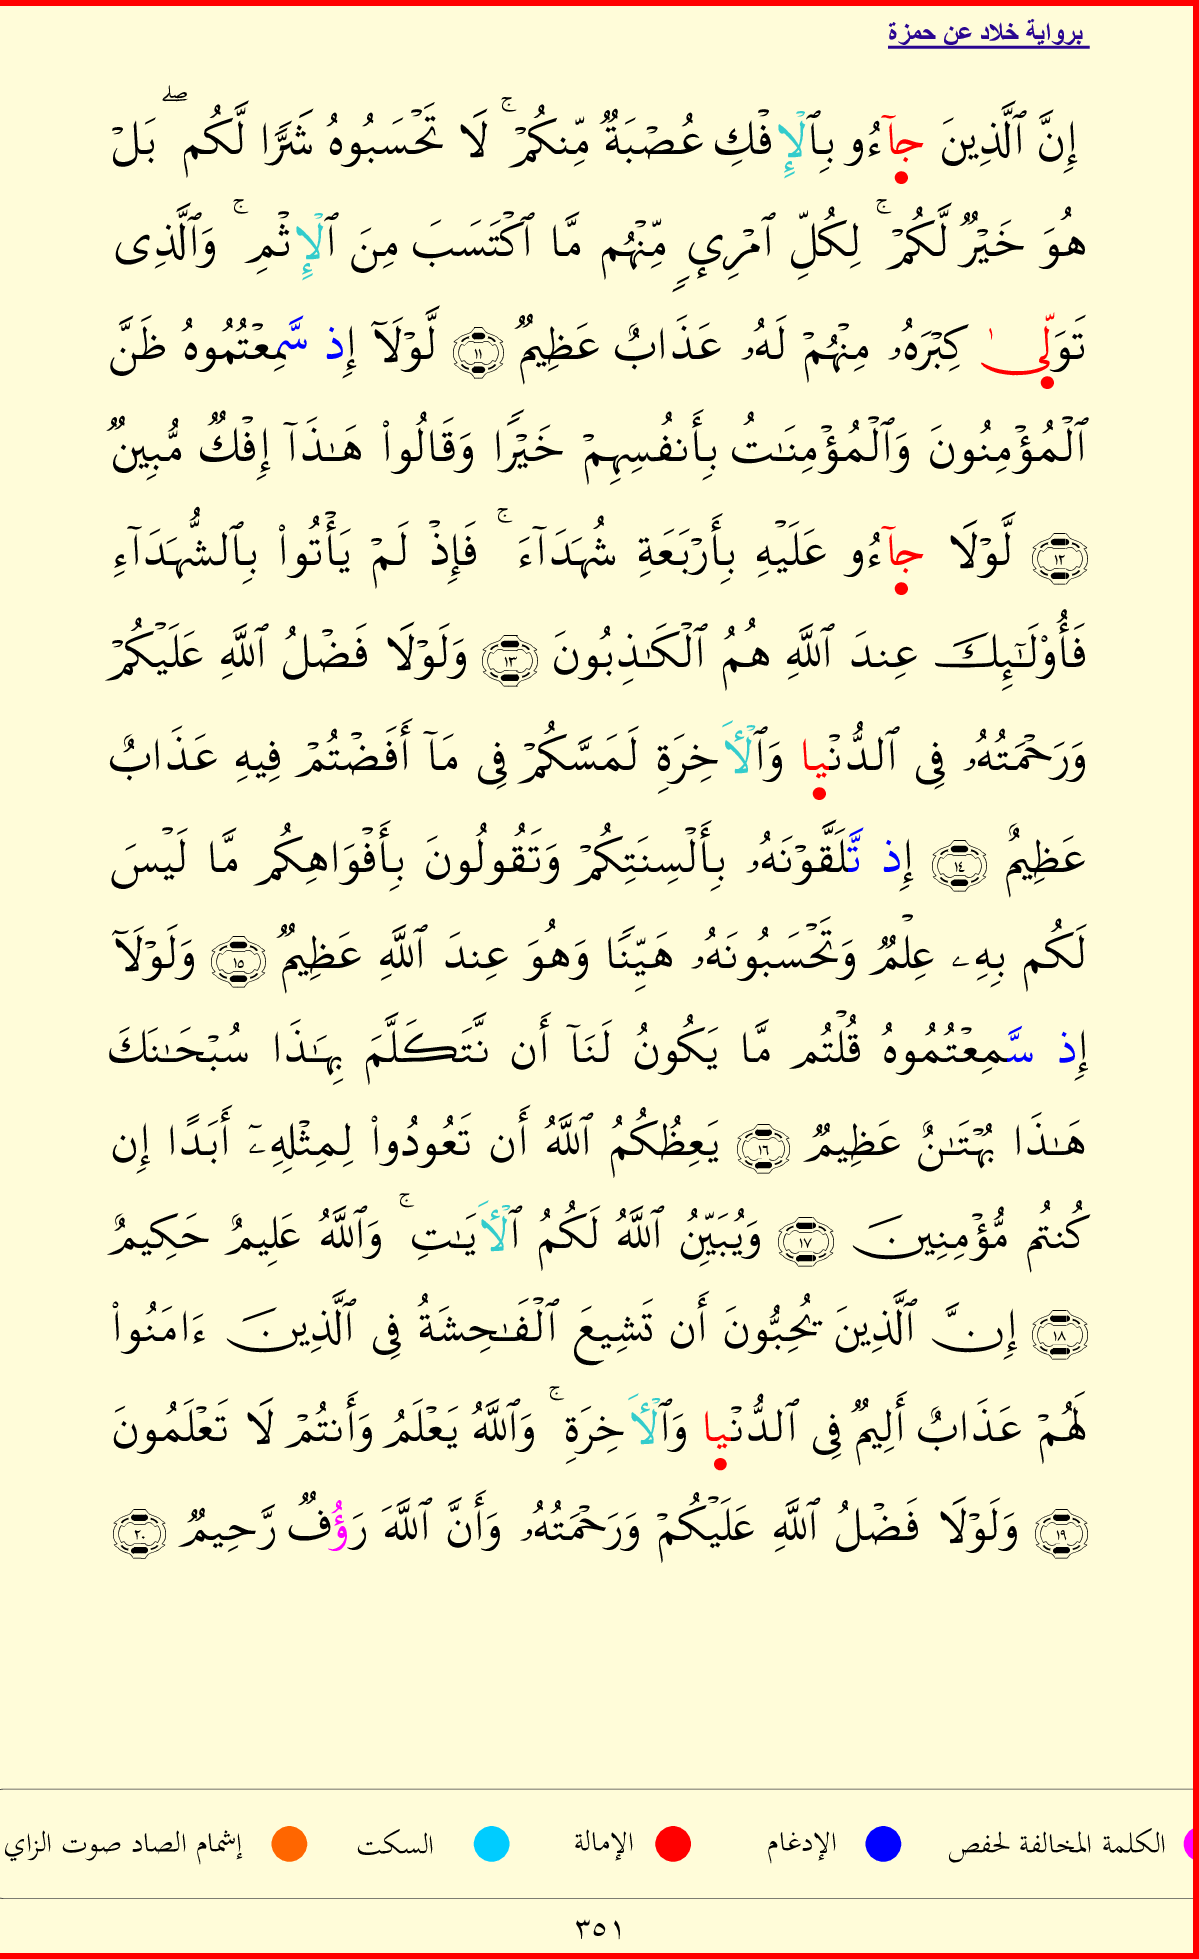 برواية خلاد عن حمزة
إِنَّ ٱلَّذِينَ جَآءُو بِٱلْإِفْكِ عُصْبَةٌ مِّنكُمْ ۚ لَا تَحْسَبُوهُ شَرًّا لَّكُم ۖ بَلْ
هُوَ خَيْرٌ لَّكُمْ ۚ لِكُلِّ ٱمْرِئٍ مِّنْهُم مَّا ٱكْتَسَبَ مِنَ ٱلْإِثْمِ ۚ وَٱلَّذِى
تَوَلِّىٰ كِبْرَهُۥ مِنْهُمْ لَهُۥ عَذَابٌ عَظِيمٌ ١١ لَّوْلَآ إِذ سَّمِعْتُمُوهُ ظَنَّ
ٱلْمُؤْمِنُونَ وَٱلْمُؤْمِنَٰتُ بِأَنفُسِهِمْ خَيْرًا وَقَالُوا۟ هَٰذَآ إِفْكٌ مُّبِينٌ
١٢ لَّوْلَا جَآءُو عَلَيْهِ بِأَرْبَعَةِ شُهَدَآءَ ۚ فَإِذْ لَمْ يَأْتُوا۟ بِٱلشُّهَدَآءِ
فَأُو۟لَٰٓئِكَ عِندَ ٱللَّهِ هُمُ ٱلْكَٰذِبُونَ ١٣ وَلَوْلَا فَضْلُ ٱللَّهِ عَلَيْكُمْ
وَرَحْمَتُهُۥ فِى ٱلدُّنْيا وَٱلْأَخِرَةِ لَمَسَّكُمْ فِى مَآ أَفَضْتُمْ فِيهِ عَذَابٌ
عَظِيمٌ ١٤ إِذ تَّلَقَّوْنَهُۥ بِأَلْسِنَتِكُمْ وَتَقُولُونَ بِأَفْوَاهِكُم مَّا لَيْسَ
لَكُم بِهِۦ عِلْمٌ وَتَحْسَبُونَهُۥ هَيِّنًا وَهُوَ عِندَ ٱللَّهِ عَظِيمٌ ١٥ وَلَوْلَآ
إِذ سَّمِعْتُمُوهُ قُلْتُم مَّا يَكُونُ لَنَآ أَن نَّتَكَلَّمَ بِهَٰذَا سُبْحَٰنَكَ
هَٰذَا بُهْتَٰنٌ عَظِيمٌ ١٦ يَعِظُكُمُ ٱللَّهُ أَن تَعُودُوا۟ لِمِثْلِهِۦٓ أَبَدًا إِن
كُنتُم مُّؤْمِنِينَ ١٧ وَيُبَيِّنُ ٱللَّهُ لَكُمُ ٱلْأَيَٰتِ ۚ وَٱللَّهُ عَلِيمٌ حَكِيمٌ
١٨ إِنَّ ٱلَّذِينَ يُحِبُّونَ أَن تَشِيعَ ٱلْفَٰحِشَةُ فِى ٱلَّذِينَ ءَامَنُوا۟
لَهُمْ عَذَابٌ أَلِيمٌ فِى ٱلدُّنْيا وَٱلْأَخِرَةِ ۚ وَٱللَّهُ يَعْلَمُ وَأَنتُمْ لَا تَعْلَمُونَ
١٩ وَلَوْلَا فَضْلُ ٱللَّهِ عَلَيْكُمْ وَرَحْمَتُهُۥ وَأَنَّ ٱللَّهَ رَؤُفٌ رَّحِيمٌ ٢٠
الكلمة المخالفة لحفص الإدغام الإمالة السكت إشمام الصاد صوت الزاي
٣٥١